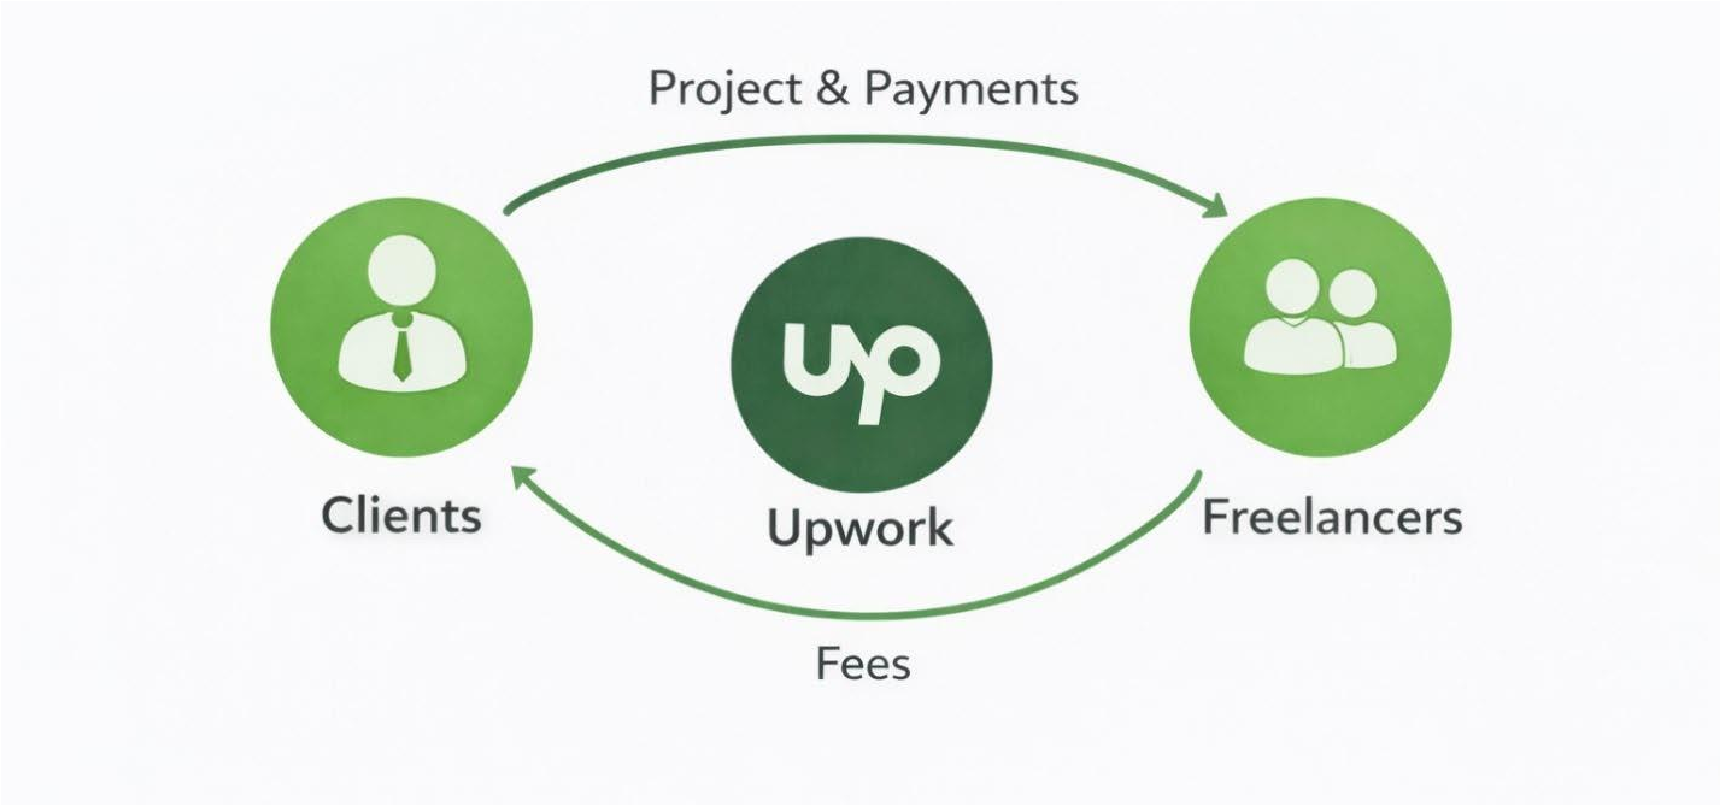 Project & Payments
up
Clients
Upwork
Freelancers
Fees